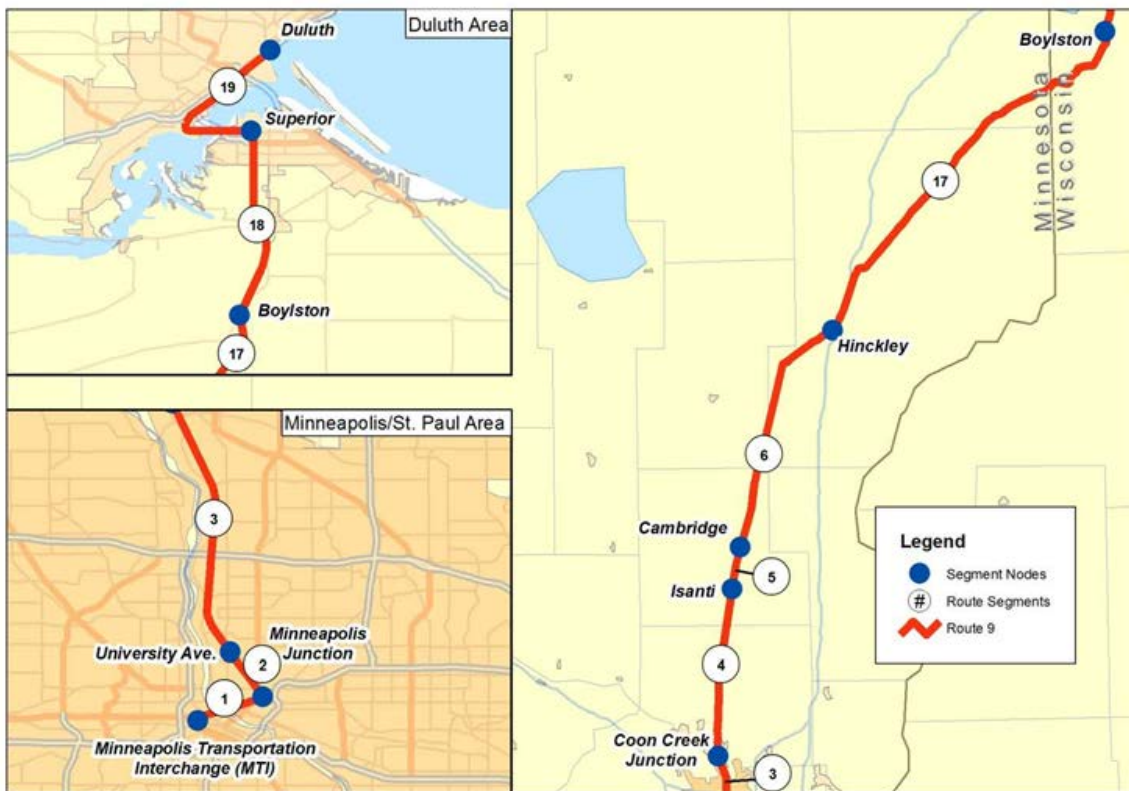 Duluth Area
Duluth
19
Superior
18
Boylston
17
Minneapolis/St. Paul Area
3
University Ave.
Minneapolis
Junction
2
1
Minneapolis Transportation
Interchange (MTI)
Boylston
Minnesota
Wisconsin
17
Hinckley
6
Cambridge
5
Isanti
4
Coon Creek
Junction
3
Legend
Segment Nodes
# Route Segments
Route 9